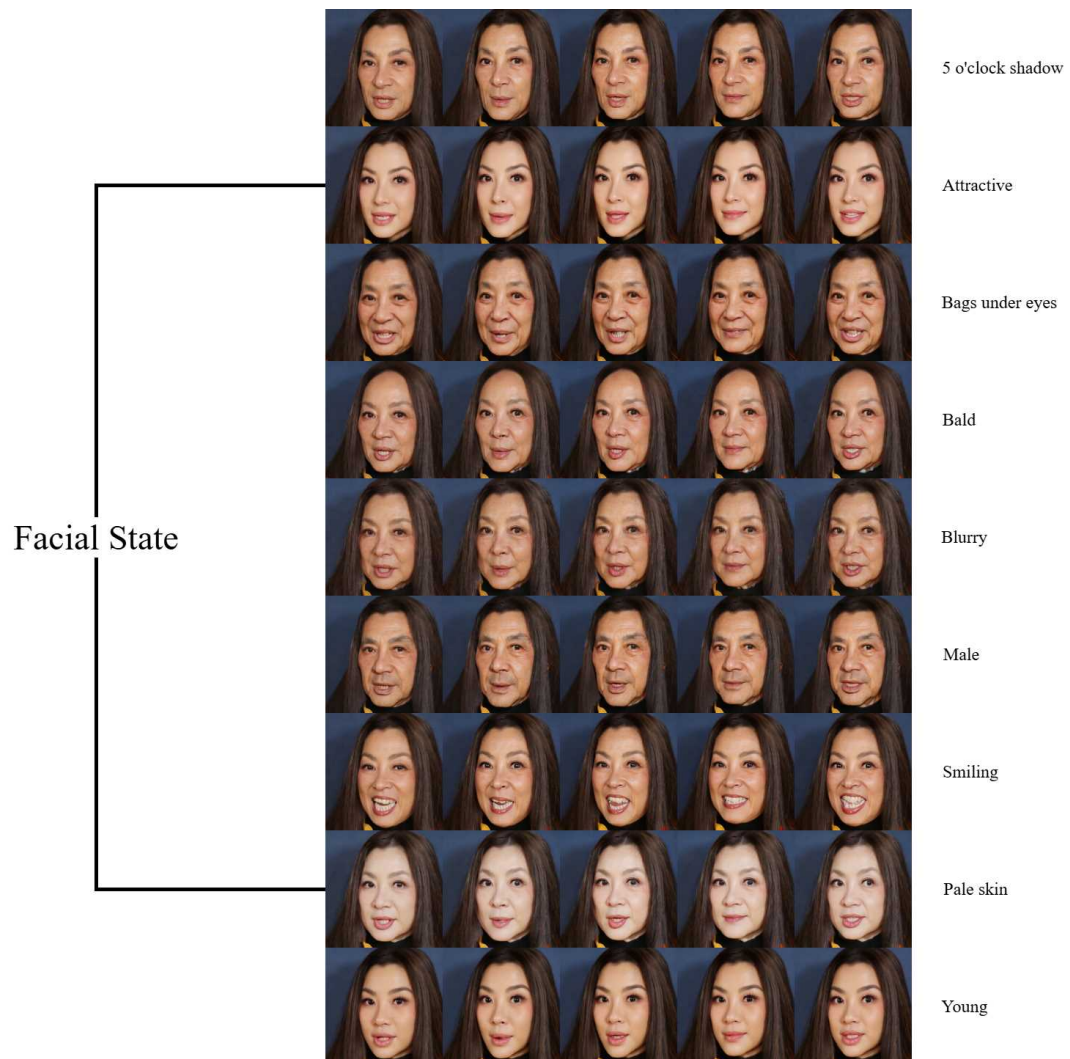 5 o'clock shadow
Attractive
Bags under eyes
Bald
Facial State
Blurry
Male
Smiling
Pale skin
Young